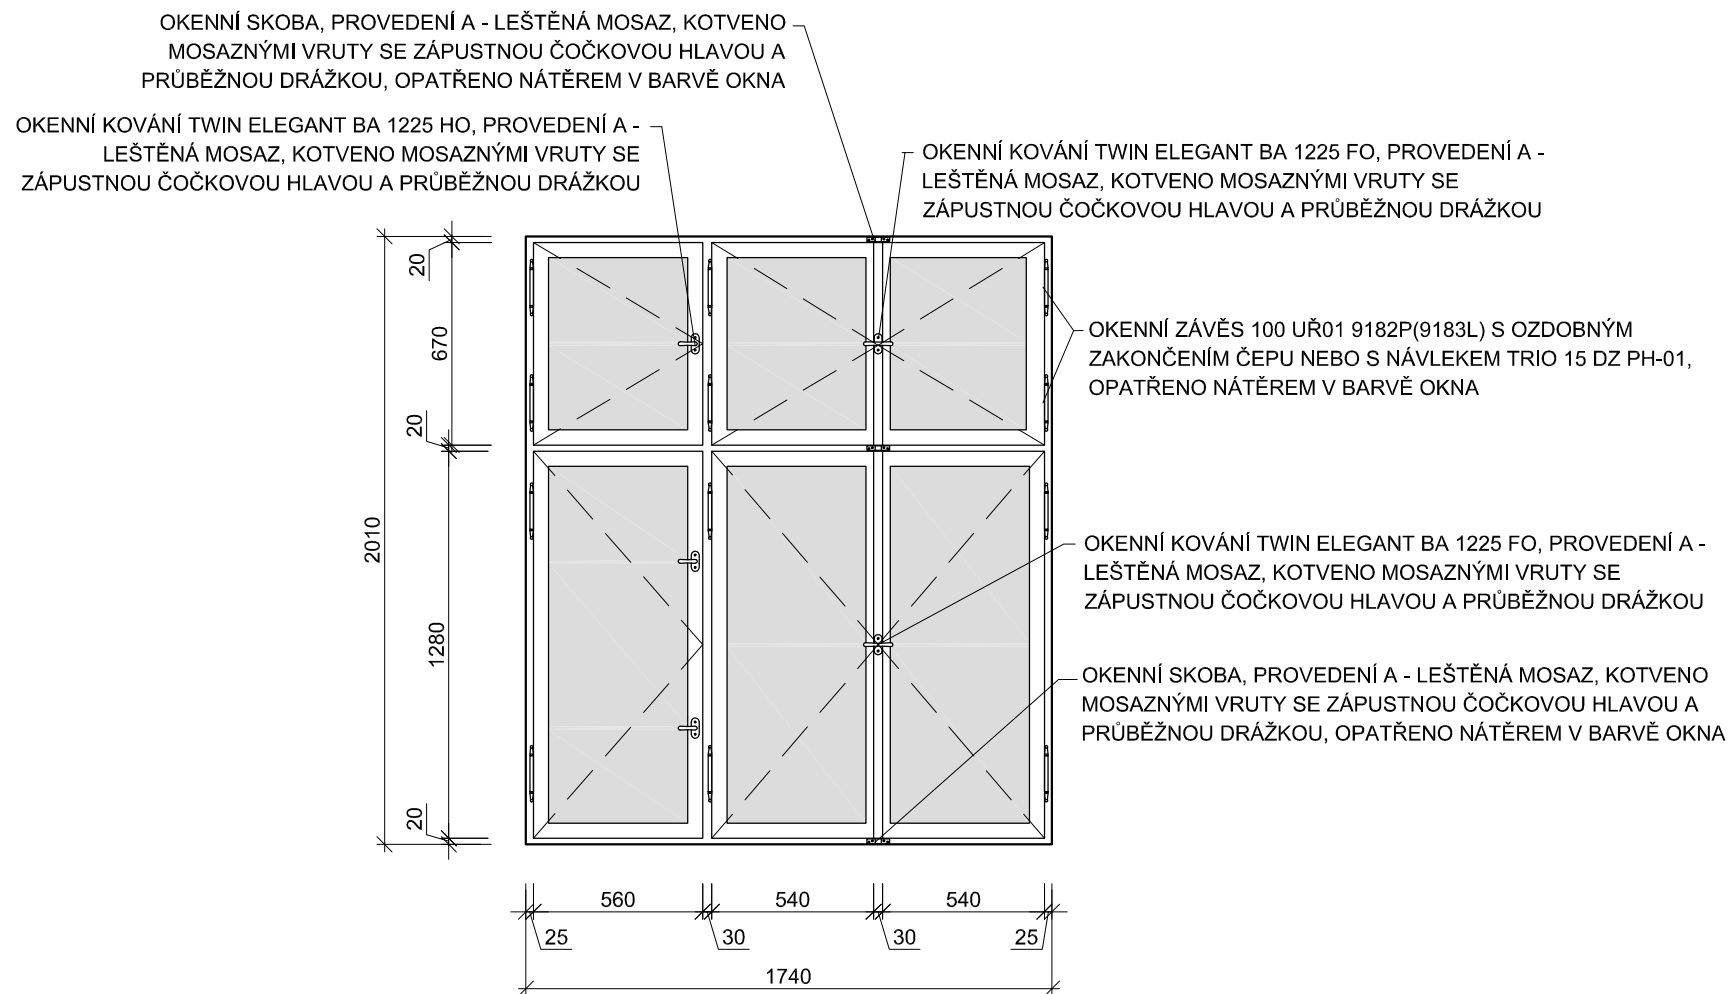 OKENNÍ SKOBA, PROVEDENÍ A - LEŠTĚNÁ MOSAZ, KOTVENO
MOSAZNÝMI VRUTY SE ZÁPUSTNOU ČOČKOVOU HLAVOU A
PRŮBĚŽNOU DRÁŽKOU, OPATŘENO NÁTĚREM V BARVĚ OKNA
OKENNÍ KOVÁNÍ TWIN ELEGANT BA 1225 HO, PROVEDENÍ A -
LEŠTĚNÁ MOSAZ, KOTVENO MOSAZNÝMI VRUTY SE
ZÁPUSTNOU ČOČKOVOU HLAVOU A PRŮBĚŽNOU DRÁŽKOU
OKENNÍ KOVÁNÍ TWIN ELEGANT BA 1225 FO, PROVEDENÍ A -
LEŠTĚNÁ MOSAZ, KOTVENO MOSAZNÝMI VRUTY SE
ZÁPUSTNOU ČOČKOVOU HLAVOU A PRŮBĚŽNOU DRÁŽKOU
20
670
20
2010
1280
20
OKENNÍ ZÁVĚS 100 UŘ01 9182P(9183L) S OZDOBNÝM
ZAKONČENÍM ČEPU NEBO S NÁVLEKEM TRIO 15 DZ PH-01,
OPATŘENO NÁTĚREM V BARVĚ OKNA
OKENNÍ KOVÁNÍ TWIN ELEGANT BA 1225 FO, PROVEDENÍ A -
LEŠTĚNÁ MOSAZ, KOTVENO MOSAZNÝMI VRUTY SE
ZÁPUSTNOU ČOČKOVOU HLAVOU A PRŮBĚŽNOU DRÁŽKOU
OKENNÍ SKOBA, PROVEDENÍ A - LEŠTĚNÁ MOSAZ, KOTVENO
MOSAZNÝMI VRUTY SE ZÁPUSTNOU ČOČKOVOU HLAVOU A
PRŮBĚŽNOU DRÁŽKOU, OPATŘENO NÁTĚREM V BARVĚ OKNA
560 540 540
25 30 30 25
1740